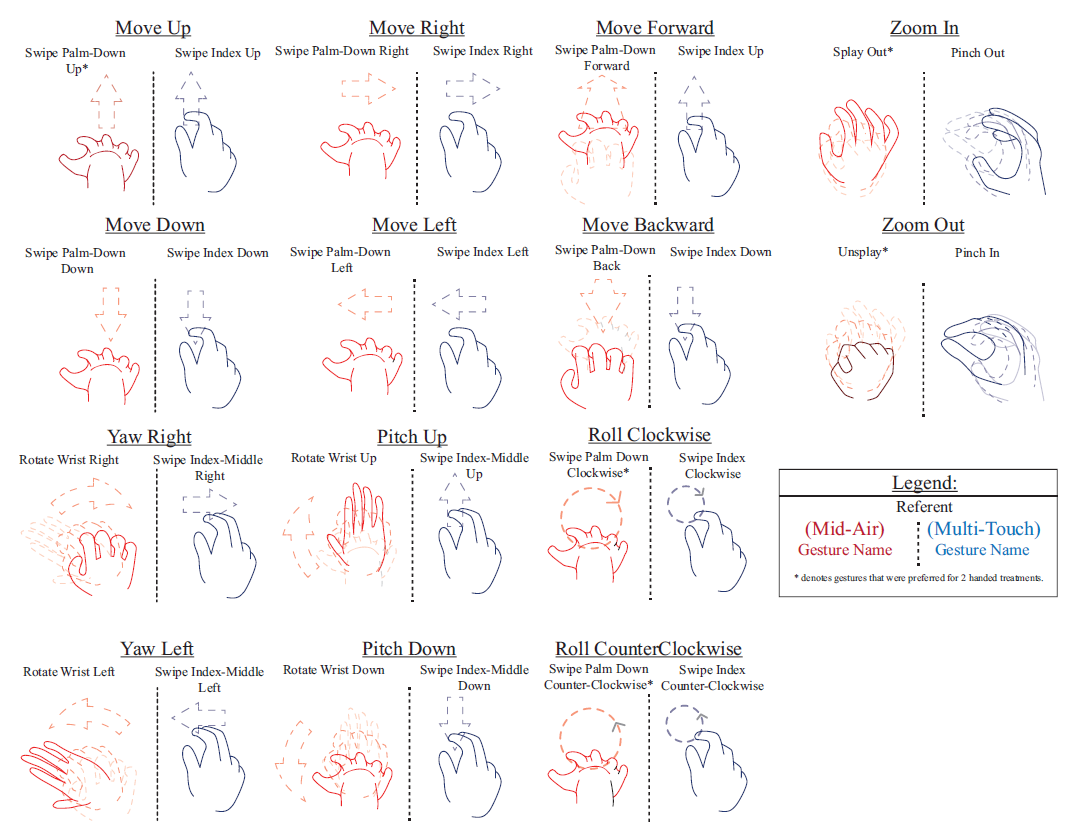 Move Up
Swipe Palm-Down
Up*
Swipe Index Up
Move Right
Swipe Palm-Down Right
Swipe Index Right
Move Forward
Swipe Palm-Down
Forward
Swipe Index Up
Zoom In
Splay Out*
Pinch Out
Move Down
Swipe Palm-Down
Down
Swipe Index Down
Move Left
Swipe Palm-Down
Left
Swipe Index Left
Move Backward
Swipe Palm-Down
Back
Swipe Index Down
Zoom Out
Unsplay*
Pinch In
Yaw Right
Rotate Wrist Right
Swipe Index-Middle
Right
Pitch Up
Rotate Wrist Up
Swipe Index-Middle
Up
Roll Clockwise
Swipe Palm Down
Clockwise*
Swipe Index
Clockwise
Legend:
Referent
(Mid-Air)
Gesture Name
(Multi-Touch)
Gesture Name
* denotes gestures that were preferred for 2 handed treatments.
Yaw Left
Rotate Wrist Left
Swipe Index-Middle
Left
Pitch Down
Rotate Wrist Down
Swipe Index-Middle
Down
Roll CounterClockwise
Swipe Palm Down
Counter-Clockwise*
Swipe Index
Counter-Clockwise